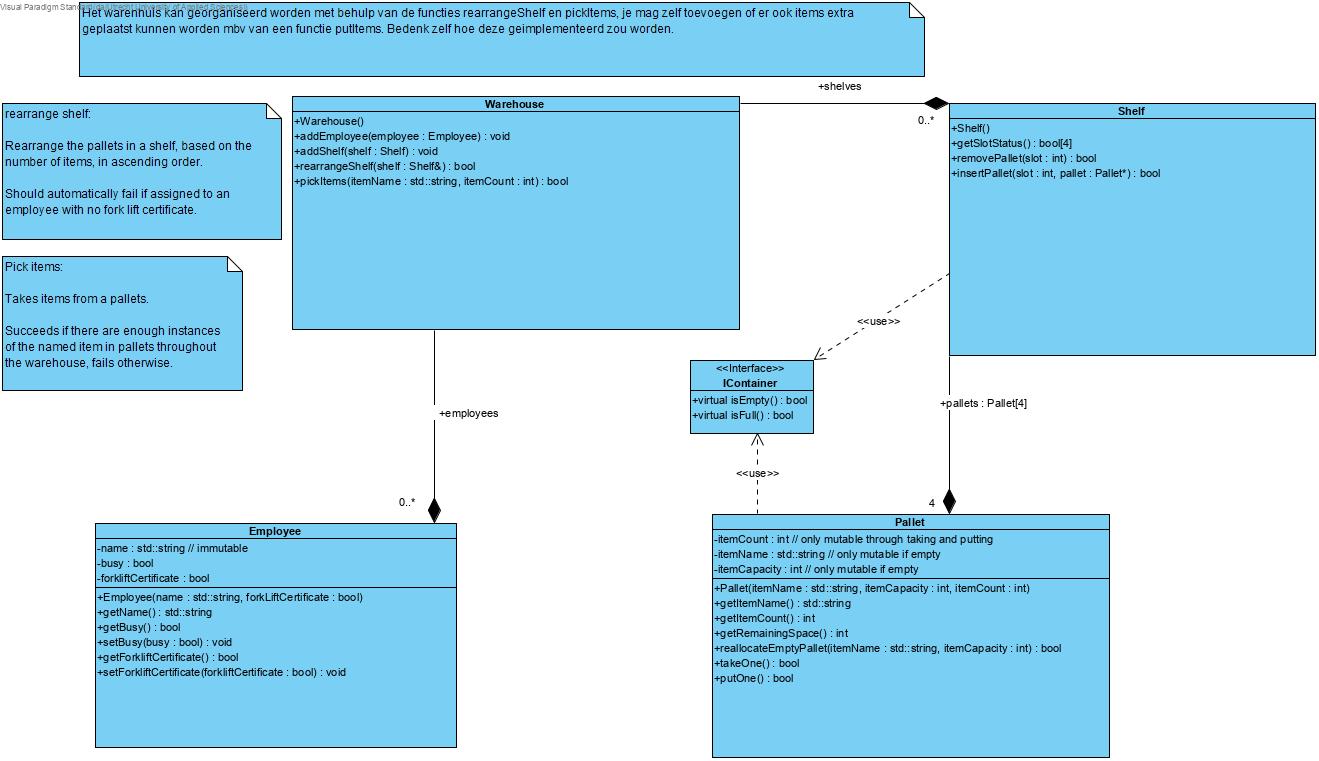 Visual Paradigm Standard
Het warenhuis kan georganiseerd worden met behulp van de functies rearrangeShelf en pickItems, je mag zelf toevoegen of er ook items extra
geplaatst kunnen worden mbv van een functie putItems. Bedenk zelf hoe deze geimplementeerd zou worden.
rearrange shelf:
Rearrange the pallets in a shelf, based on the
number of items, in ascending order.
Should automatically fail if assigned to an
employee with no fork lift certificate.
Pick items:
Takes items from a pallets.
Succeeds if there are enough instances
of the named item in pallets throughout
the warehouse, fails otherwise.
Warehouse
+Warehouse()
+addEmployee(employee : Employee) : void
+addShelf(shelf : Shelf) : void
+rearrangeShelf(shelf : Shelf&) : bool
+pickItems(itemName : std::string, itemCount : int) : bool
+shelves
0..*
Shelf
+Shelf()
+getSlotStatus() : bool[4]
+removePallet(slot : int) : bool
+insertPallet(slot : int, pallet : Pallet*) : bool
<<use>>
<<Interface>>
IContainer
+virtual isEmpty() : bool
+virtual isFull() : bool
+pallets : Pallet[4]
+employees
<<use>>
0..*
4
Employee
-name : std::string // immutable
-busy : bool
-forkliftCertificate : bool
+Employee(name : std::string, forkLiftCertificate : bool)
+getName() : std::string
+getBusy() : bool
+setBusy(busy : bool) : void
+getForkliftCertificate() : bool
+setForkliftCertificate(forkliftCertificate : bool) : void
Pallet
-itemCount : int // only mutable through taking and putting
-itemName : std::string // only mutable if empty
-itemCapacity : int // only mutable if empty
+Pallet(itemName : std::string, itemCapacity : int, itemCount : int)
+getItemName() : std::string
+getItemCount() : int
+getRemainingSpace() : int
+reallocateEmptyPallet(itemName : std::string, itemCapacity : int) : bool
+takeOne() : bool
+putOne() : bool